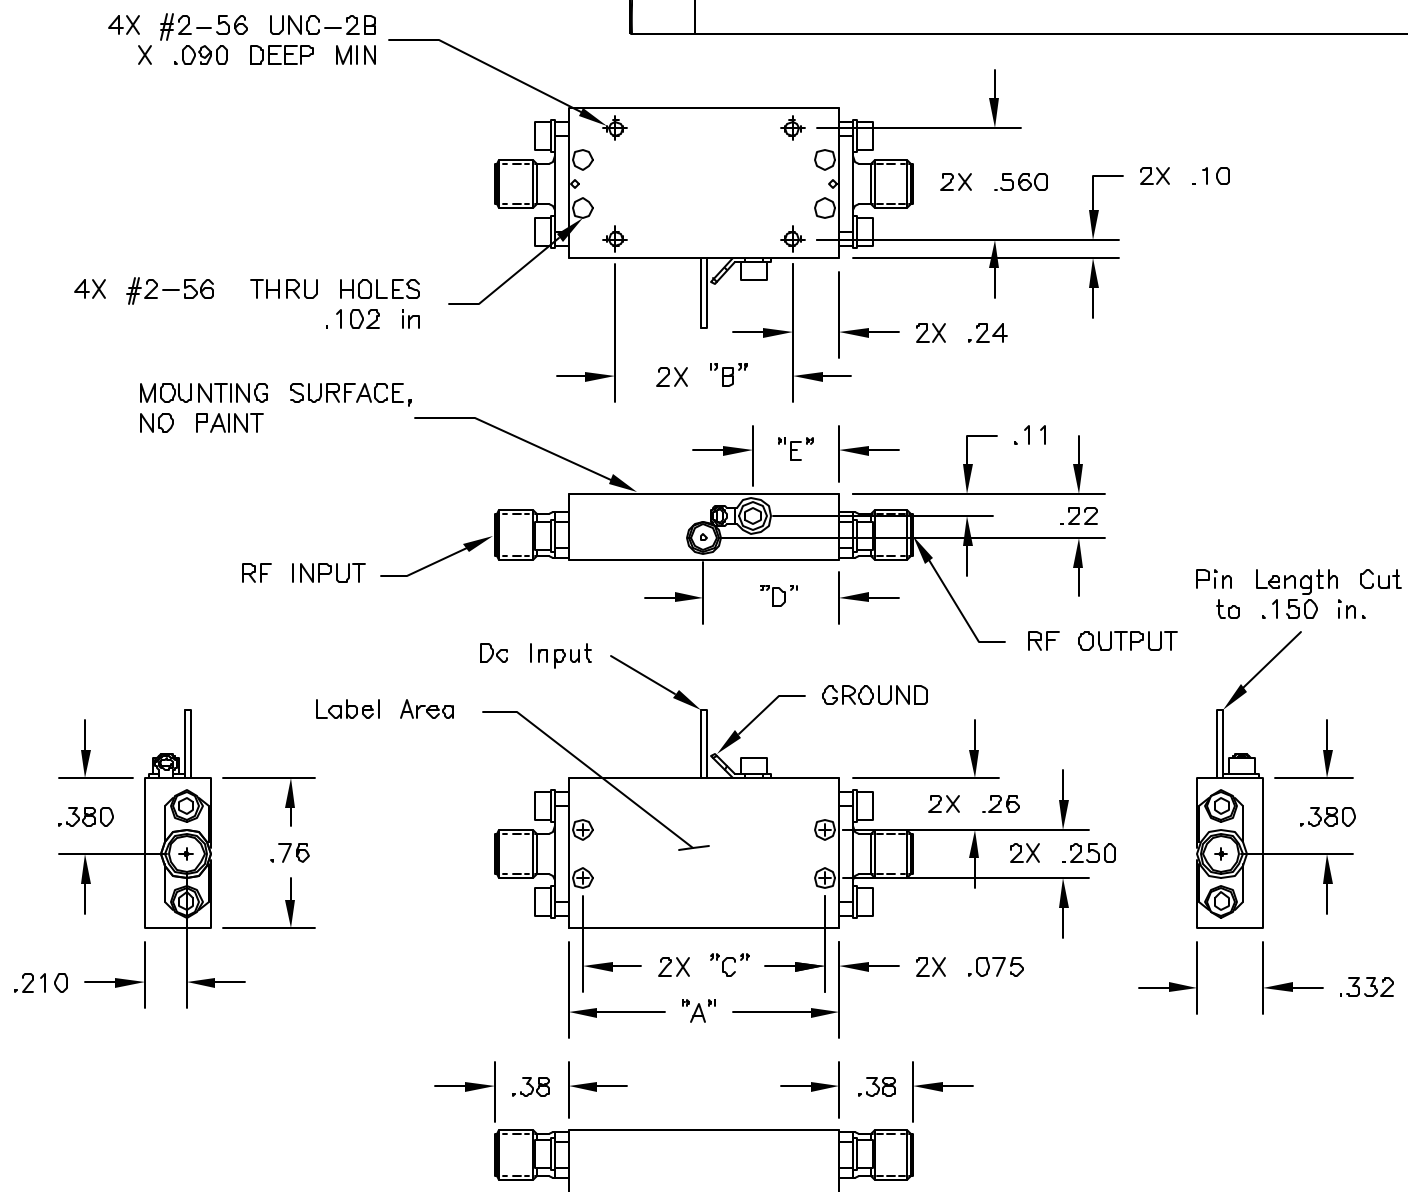 4X #2-56 UNC-2B
X .090 DEEP MIN
2X .560
2X .10
4X #2-56 THRU HOLES
.102 in
2X .24
2X "B"
MOUNTING SURFACE,
NO PAINT
"E"
.11
.22
RF INPUT
"D"
RF OUTPUT
Pin Length Cut
to .150 in.
Dc Input
Label Area
GROUND
.380
.76
2X .26
2X .250
.380
.210
2X "C"
2X .075
.332
"A"
.38
.38